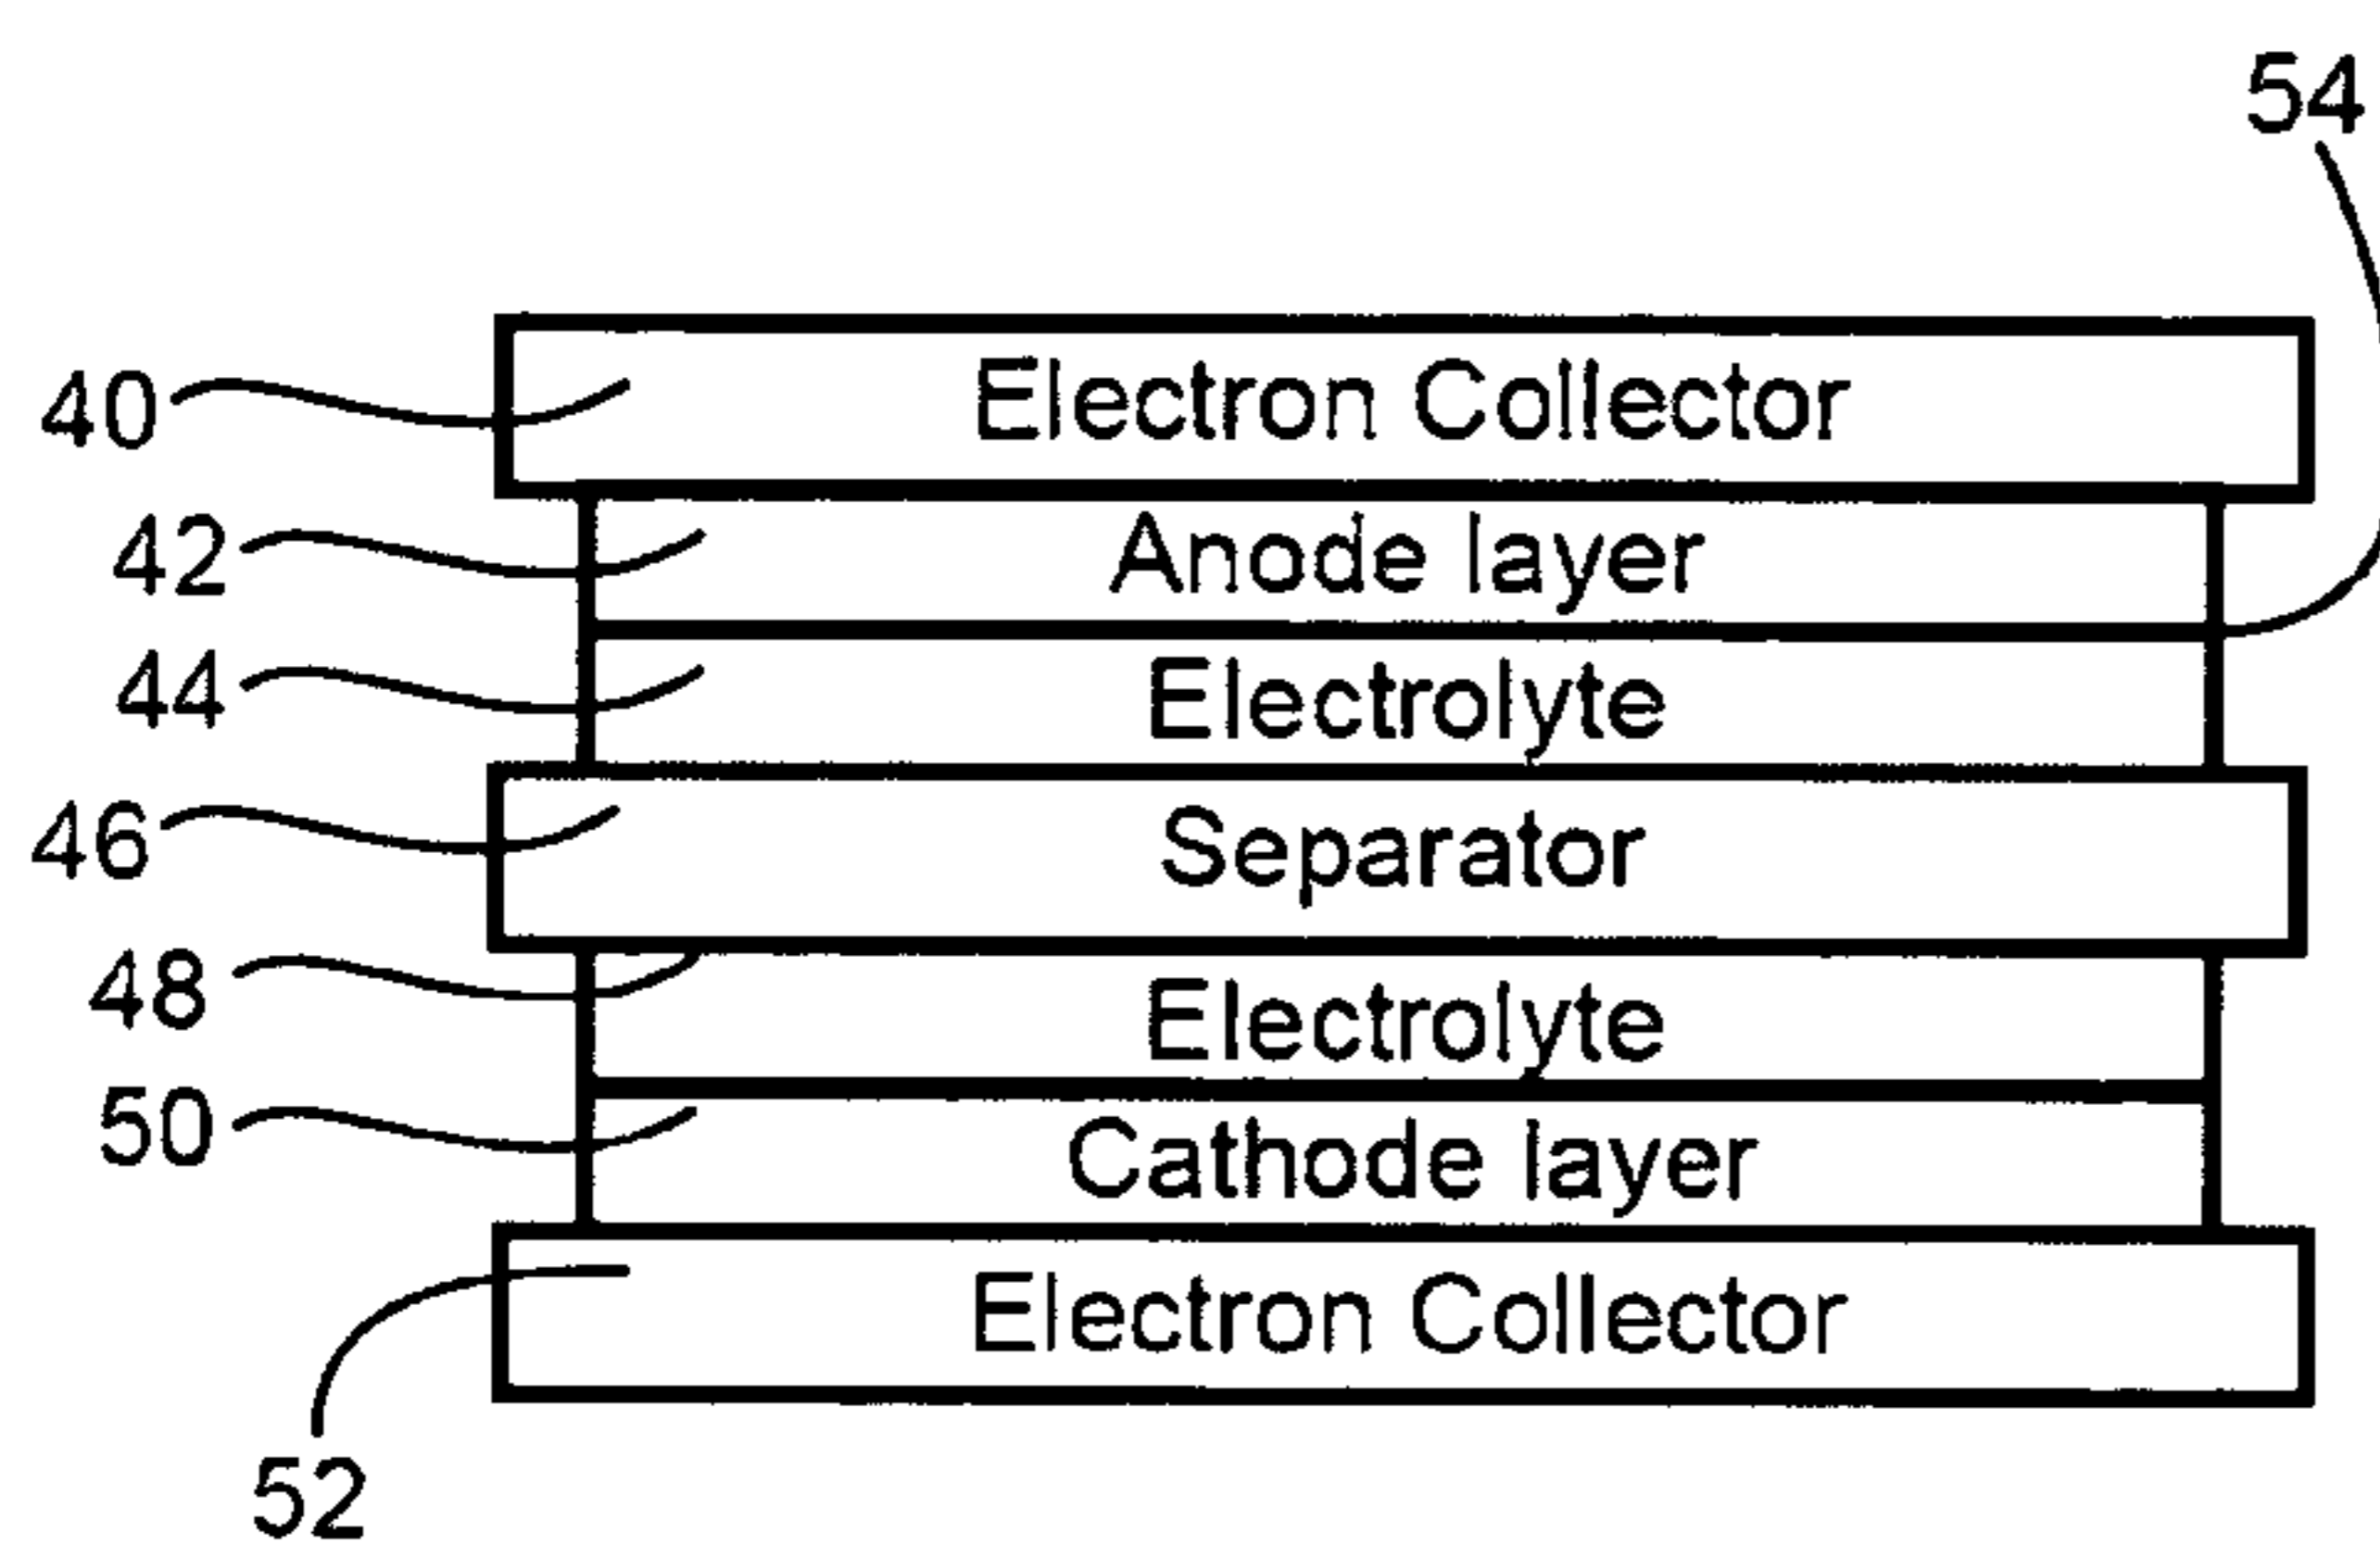 54
40 Electron Collector
42 Anode layer
44 Electrolyte
46 Separator
48 Electrolyte
50 Cathode layer
Electron Collector
52